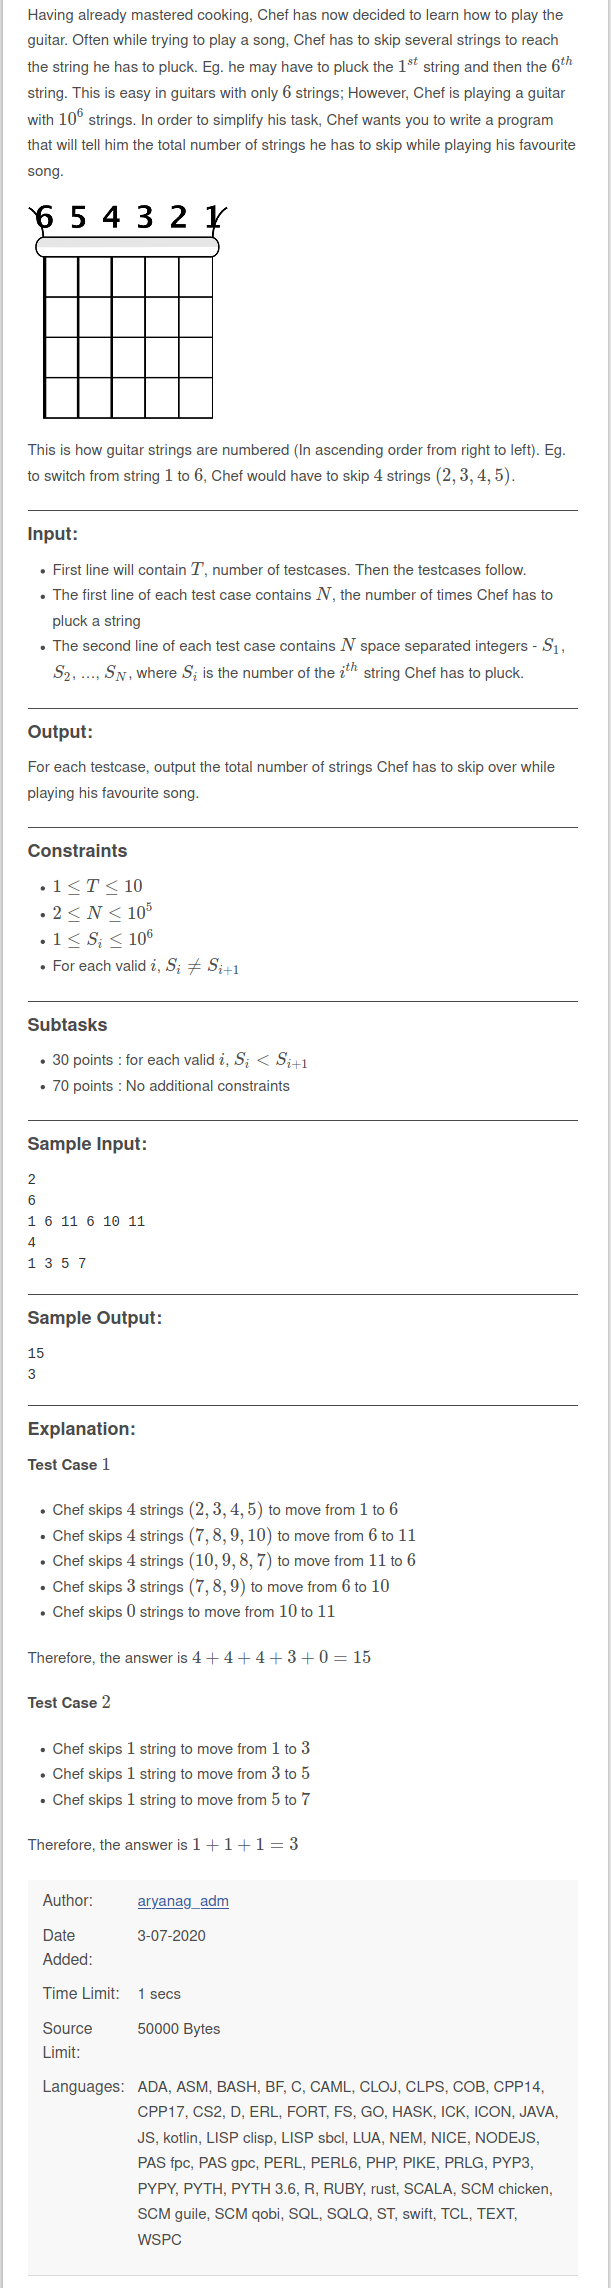 Having already mastered cooking, Chef has now decided to learn how to play the
guitar. Often while trying to play a song, Chef has to skip several strings to reach
the string he has to pluck. Eg. he may have to pluck the 1st string and then the 6th
string. This is easy in guitars with only 6 strings; However, Chef is playing a guitar
with 10^6 strings. In order to simplify his task, Chef wants you to write a program
that will tell him the total number of strings he has to skip while playing his favourite
song.
6 5 4 3 2 1
This is how guitar strings are numbered (In ascending order from right to left). Eg.
to switch from string 1 to 6, Chef would have to skip 4 strings (2, 3, 4, 5).
Input:
• First line will contain T, number of testcases. Then the testcases follow.
• The first line of each test case contains N, the number of times Chef has to
pluck a string
• The second line of each test case contains N space separated integers - S_1,
S_2, ..., S_N, where S_i is the number of the i^th string Chef has to pluck.
Output:
For each testcase, output the total number of strings Chef has to skip over while
playing his favourite song.
Constraints
• 1 ≤ T ≤ 10
• 2 ≤ N ≤ 10^5
• 1 ≤ S_i ≤ 10^6
• For each valid i, S_i ≠ S_{i+1}
Subtasks
• 30 points : for each valid i, S_i < S_{i+1}
• 70 points : No additional constraints
Sample Input:
2
6
1 6 11 6 10 11
4
1 3 5 7
Sample Output:
15
3
Explanation:
Test Case 1
• Chef skips 4 strings (2, 3, 4, 5) to move from 1 to 6
• Chef skips 4 strings (7, 8, 9, 10) to move from 6 to 11
• Chef skips 4 strings (10, 9, 8, 7) to move from 11 to 6
• Chef skips 3 strings (7, 8, 9) to move from 6 to 10
• Chef skips 0 strings to move from 10 to 11
Therefore, the answer is 4 + 4 + 4 + 3 + 0 = 15
Test Case 2
• Chef skips 1 string to move from 1 to 3
• Chef skips 1 string to move from 3 to 5
• Chef skips 1 string to move from 5 to 7
Therefore, the answer is 1 + 1 + 1 = 3
Author: aryanag_adm
Date 3-07-2020
Added:
Time Limit: 1 secs
Source 50000 Bytes
Limit:
Languages: ADA, ASM, BASH, BF, C, CAML, CLOJ, CLPS, COB, CPP14,
CPP17, CS2, D, ERL, FORT, FS, GO, HASK, ICK, ICON, JAVA,
JS, kotlin, LISP clisp, LISP sbcl, LUA, NEM, NICE, NODEJS,
PAS fpc, PAS gpc, PERL, PERL6, PHP, PIKE, PRLG, PYP3,
PYPY, PYTH, PYTH 3.6, R, RUBY, rust, SCALA, SCM chicken,
SCM guile, SCM qobi, SQL, SQLQ, ST, swift, TCL, TEXT,
WSPC